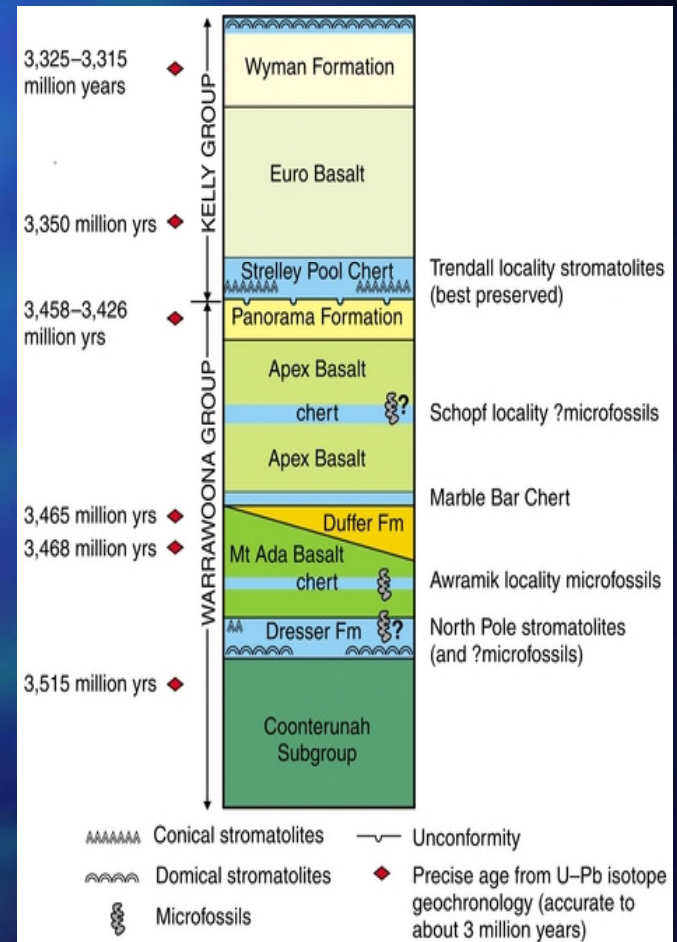 3,325–3,315
million years
Wyman Formation
KELLY GROUP
Euro Basalt
3,350 million yrs
Strelley Pool Chert
Trendall locality stromatolites
(best preserved)
3,458–3,426
million yrs
Panorama Formation
WARRAWOONA GROUP
Apex Basalt
chert
?
Schopf locality ?microfossils
Apex Basalt
Marble Bar Chert
3,465 million yrs
Duffer Fm
3,468 million yrs
Mt Ada Basalt
chert
Awramik locality microfossils
Dresser Fm
?
North Pole stromatolites
(and ?microfossils)
3,515 million yrs
Coonterunah
Subgroup
Conical stromatolites
Unconformity
Domical stromatolites
Precise age from U–Pb isotope
geochronology (accurate to
about 3 million years)
Microfossils